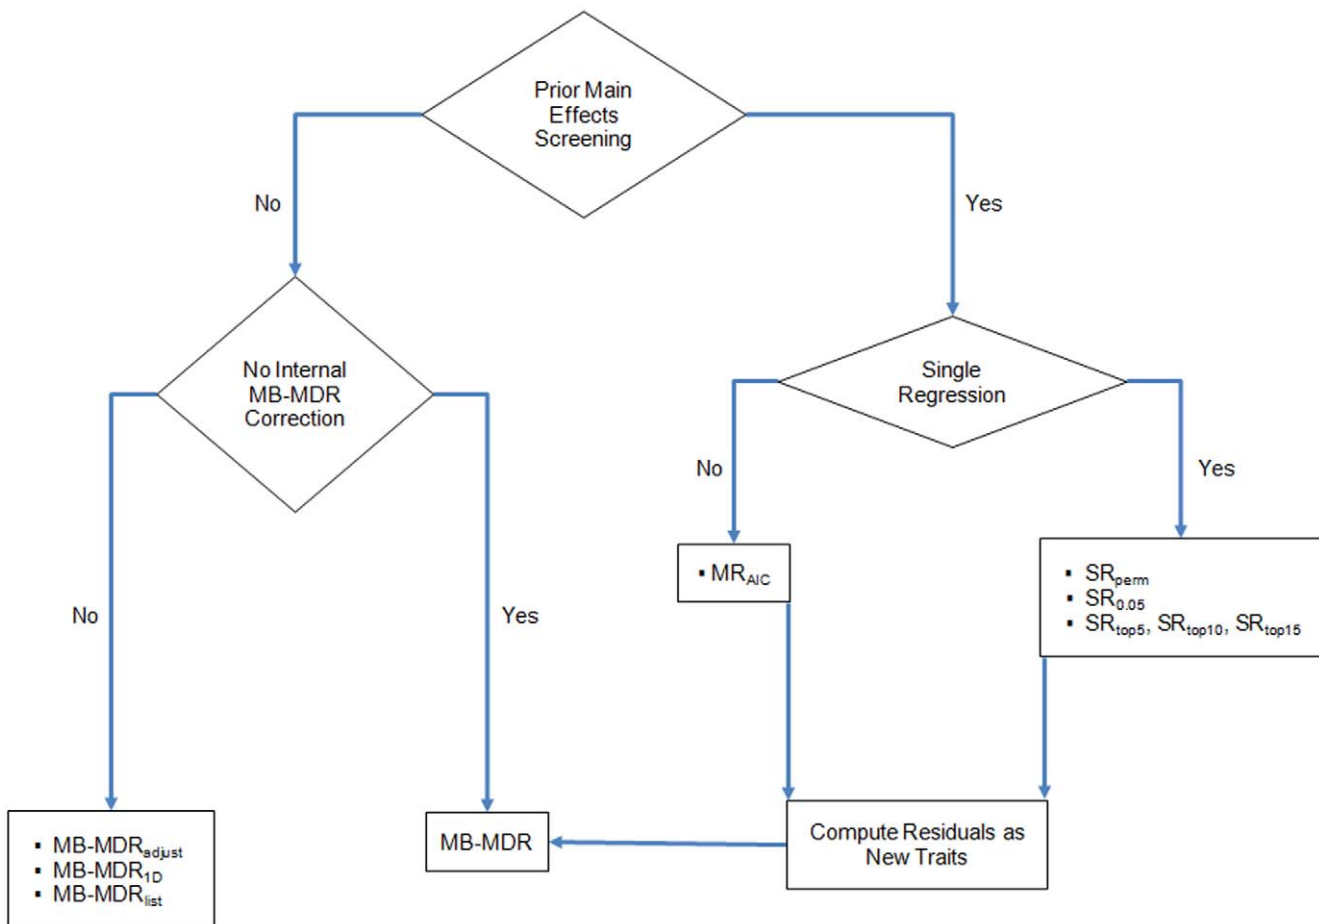 Prior Main
Effects
Screening
No
Yes
No Internal
MB-MDR
Correction
Single
Regression
No
Yes
▪ MR_AIC
▪ SR_perm
▪ SR_0.05
▪ SR_top5, SR_top10, SR_top15
No
Yes
▪ MB-MDR_adjust
▪ MB-MDR_1D
▪ MB-MDR_list
MB-MDR
Compute Residuals as
New Traits